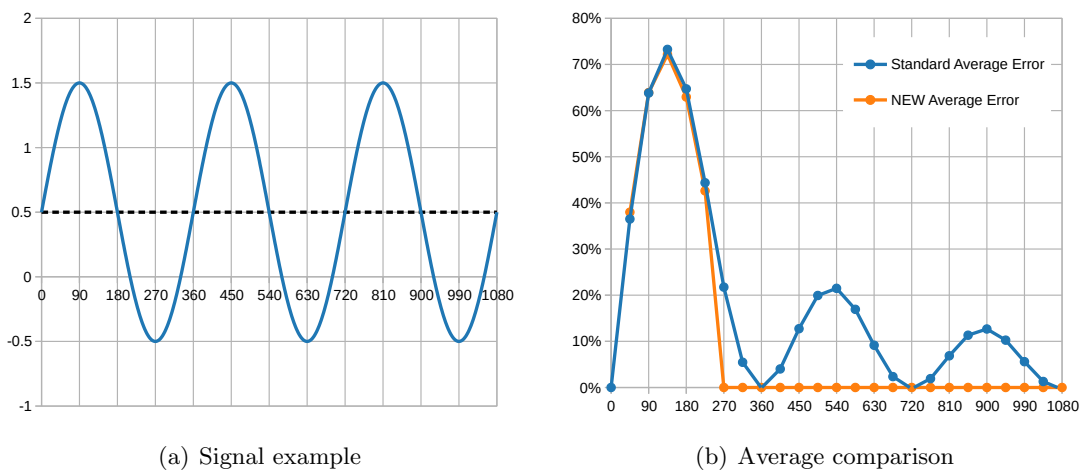 2
1.5
1
0.5
0
-0.5
-1
0 90 180 270 360 450 540 630 720 810 900 990 1080
(a) Signal example
80%
70%
60%
50%
40%
30%
20%
10%
0%
0 90 180 270 360 450 540 630 720 810 900 990 1080
Standard Average Error
NEW Average Error
(b) Average comparison